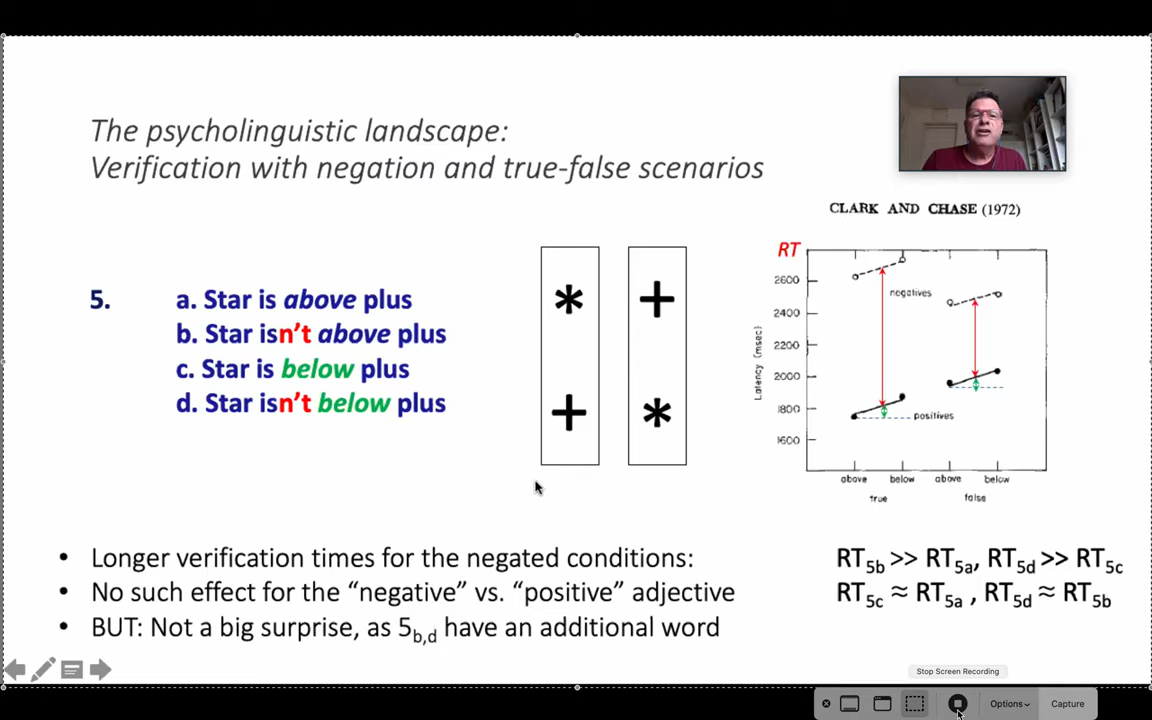 The psycholinguistic landscape:
Verification with negation and true-false scenarios
CLARK AND CHASE (1972)
5.
a. Star is above plus
b. Star isn't above plus
c. Star is below plus
d. Star isn't below plus
*
+
+
*
RT
Latency (msec)
2600
2400
2200
2000
1800
1600
negatives
positives
above below above below
true false
• Longer verification times for the negated conditions:
• No such effect for the “negative” vs. “positive” adjective
• BUT: Not a big surprise, as 5b,d have an additional word
RT5b >> RT5a, RT5d >> RT5c
RT5c ≈ RT5a , RT5d ≈ RT5b
Stop Screen Recording
Options
Capture